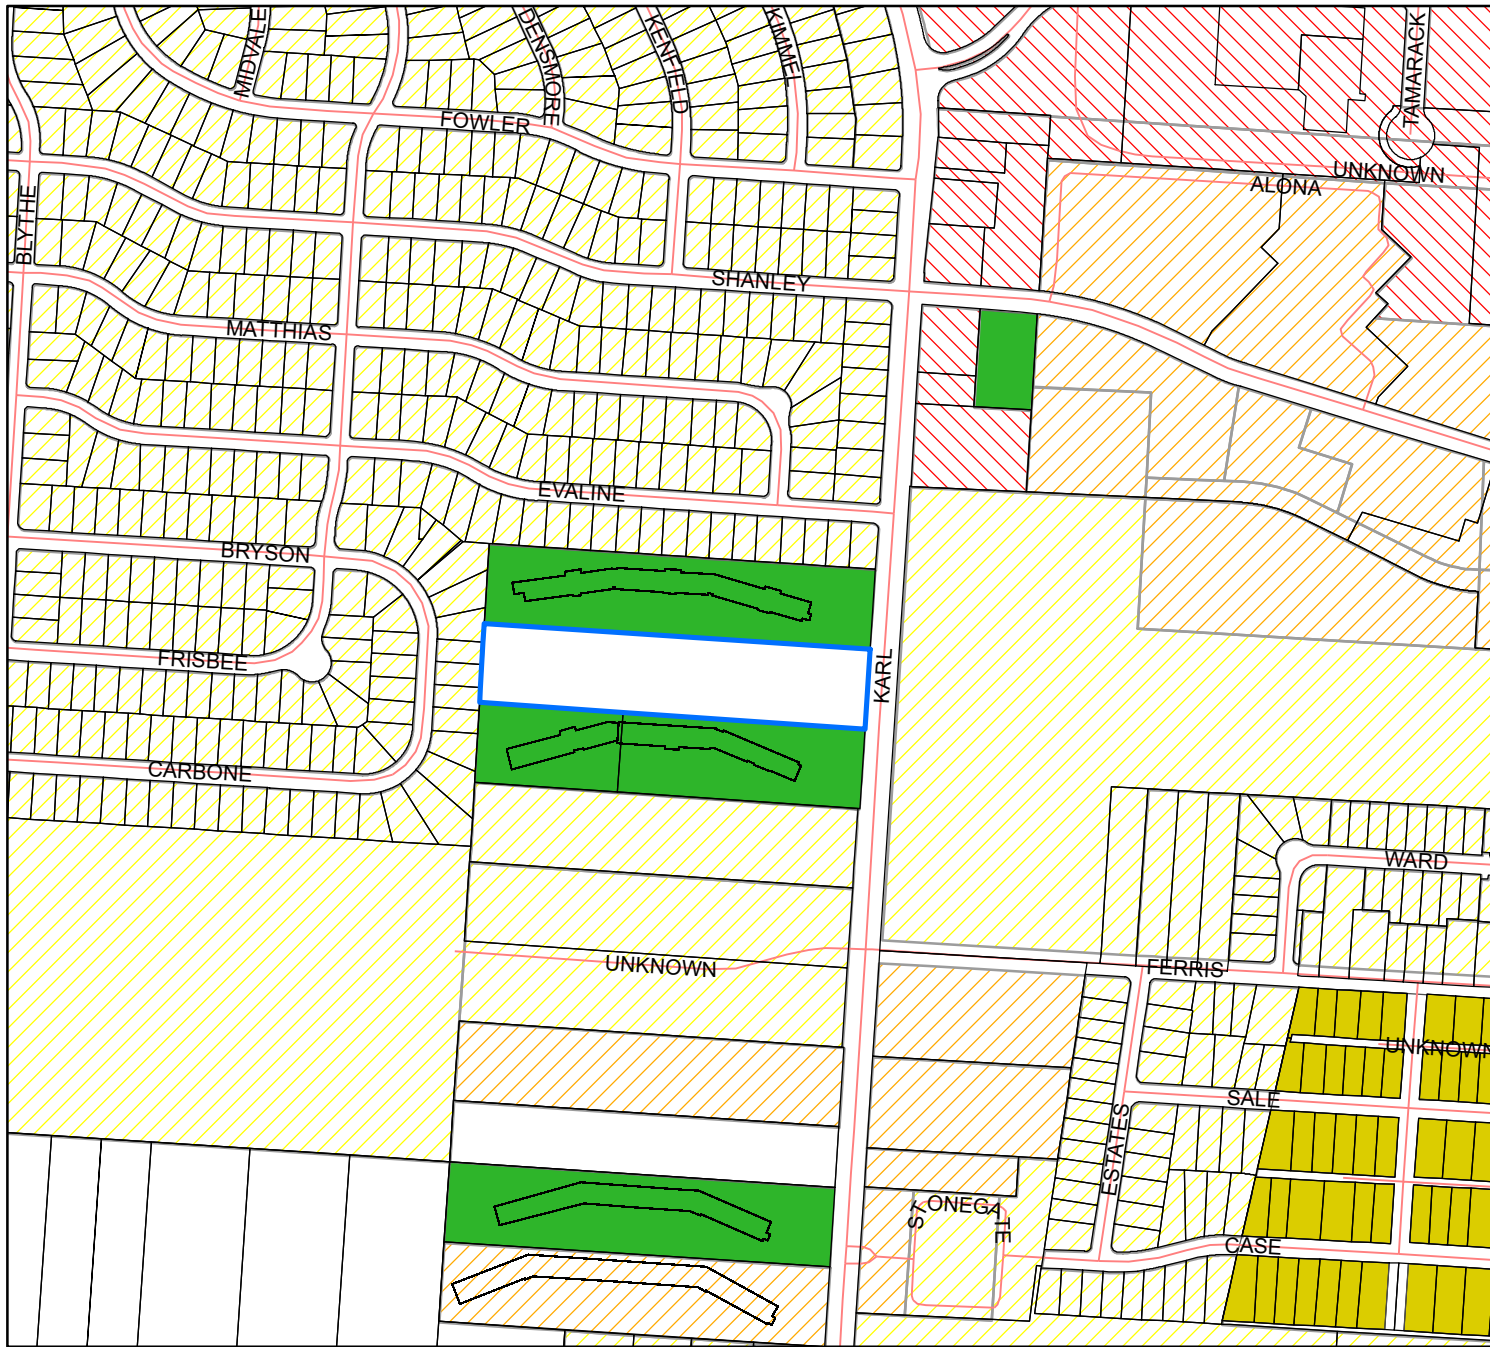 MIDVALE
DENSMORE
KENFIELD
KIMMEL
TAMARACK
FOWLER
UNKNOWN
ALONA
BLYTHE
SHANLEY
MATTHIAS
EVALINE
BRYSON
FRISBEE
KARL
CARBONE
WARD
UNKNOWN
FERRIS
UNKNOWN
SALE
ESTATES
STONEGATE
CASE